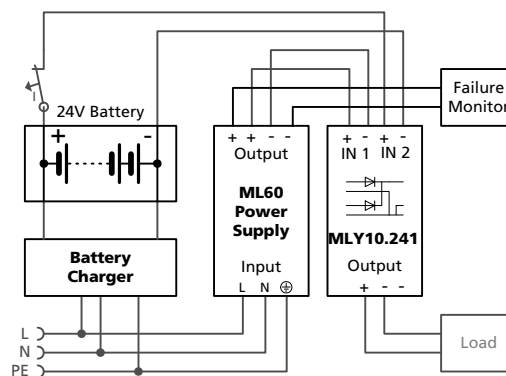 24V Battery
+ -
Battery
Charger
+ + - -
Output
ML60
Power
Supply
Input
L N
+ - + -
IN 1 IN 2
MLY10.241
Output
+ - -
Failure
Monitor
Load
L
N
PE
I